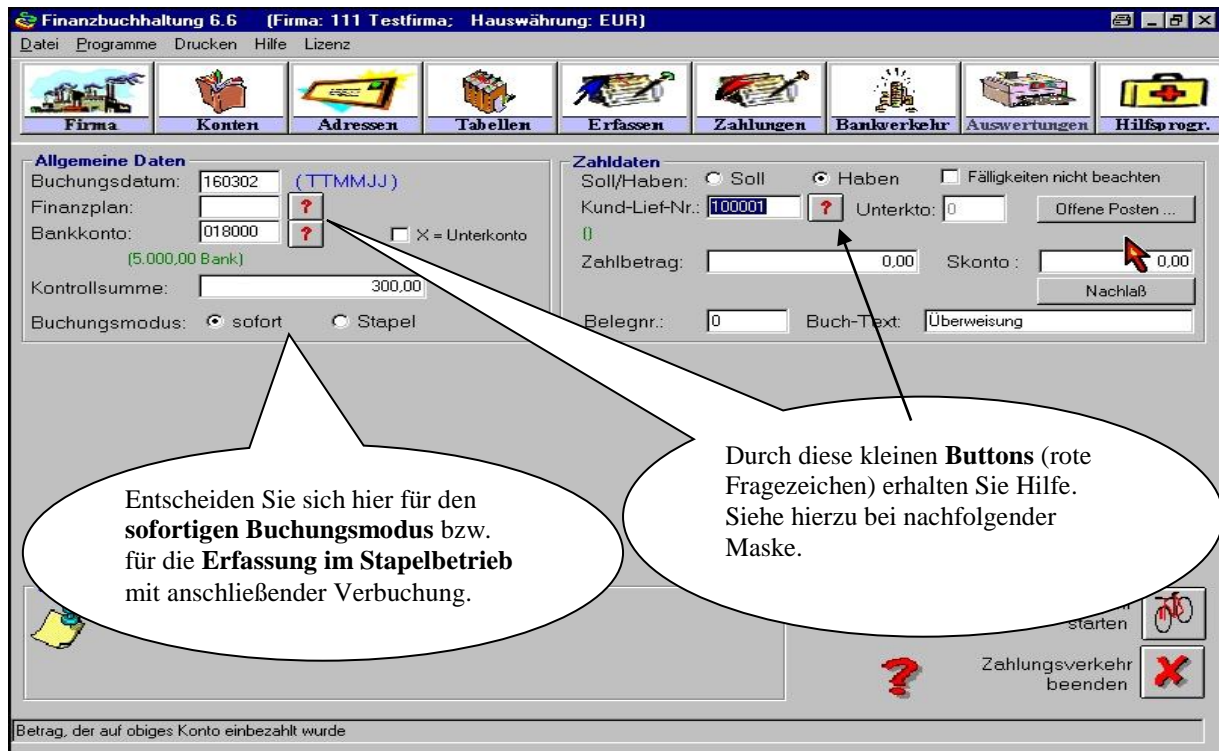 Finanzbuchhaltung 6.6 (Firma: 111 Testfirma; Hauswährung: EUR)
Datei Programme Drucken Hilfe Lizenz
Firma Konten Adressen Tabellen Erfassen Zahlungen Bankverkehr Auswertungen Hilfsprogr.
Allgemeine Daten
Buchungsdatum: 160302 (TTMMJJ)
Finanzplan: ?
Bankkonto: 018000 ? X = Unterkonto
(5.000,00 Bank)
Kontrollsumme: 300,00
Buchungsmodus: sofort Stapel
Zahldaten
Soll/Haben: Soll Haben Fälligkeiten nicht beachten
Kund-Lief-Nr.: 100001 ? Unterkto: 0 Offene Posten ...
0
Zahlbetrag: 0,00 Skonto : 0,00
Nachlaß
Belegnr.: 0 Buch-Text: Überweisung
Entscheiden Sie sich hier für den
sofortigen Buchungsmodus bzw.
für die Erfassung im Stapelbetrieb
mit anschließender Verbuchung.
Durch diese kleinen Buttons (rote
Fragezeichen) erhalten Sie Hilfe.
Siehe hierzu bei nachfolgender
Maske.
starten
? Zahlungsverkehr
beenden
Betrag, der auf obiges Konto einbezahlt wurde